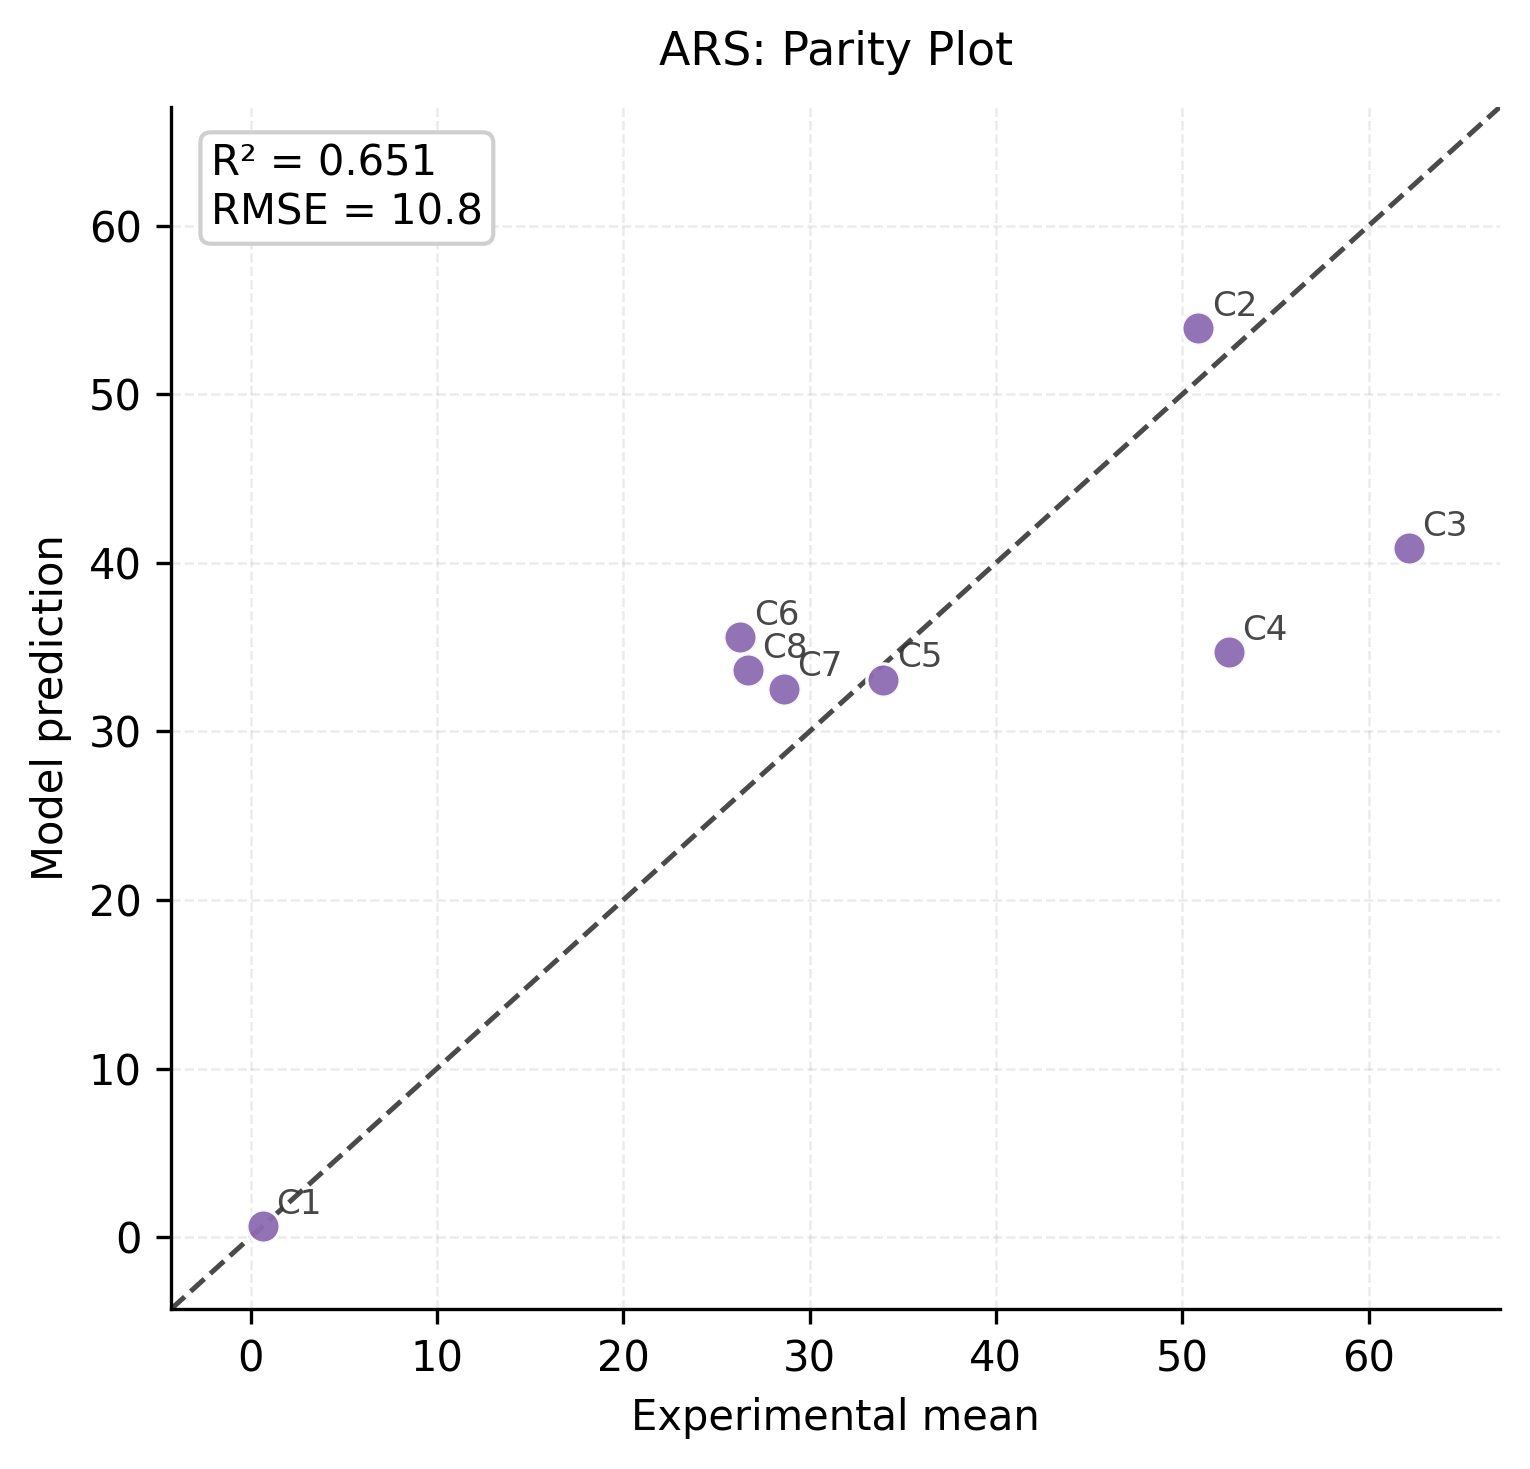 ARS: Parity Plot
R² = 0.651
RMSE = 10.8
60
50
40
30
20
10
0
Model prediction
C2
C3
C4
C6
C8
C7
C5
C1
0 10 20 30 40 50 60
Experimental mean